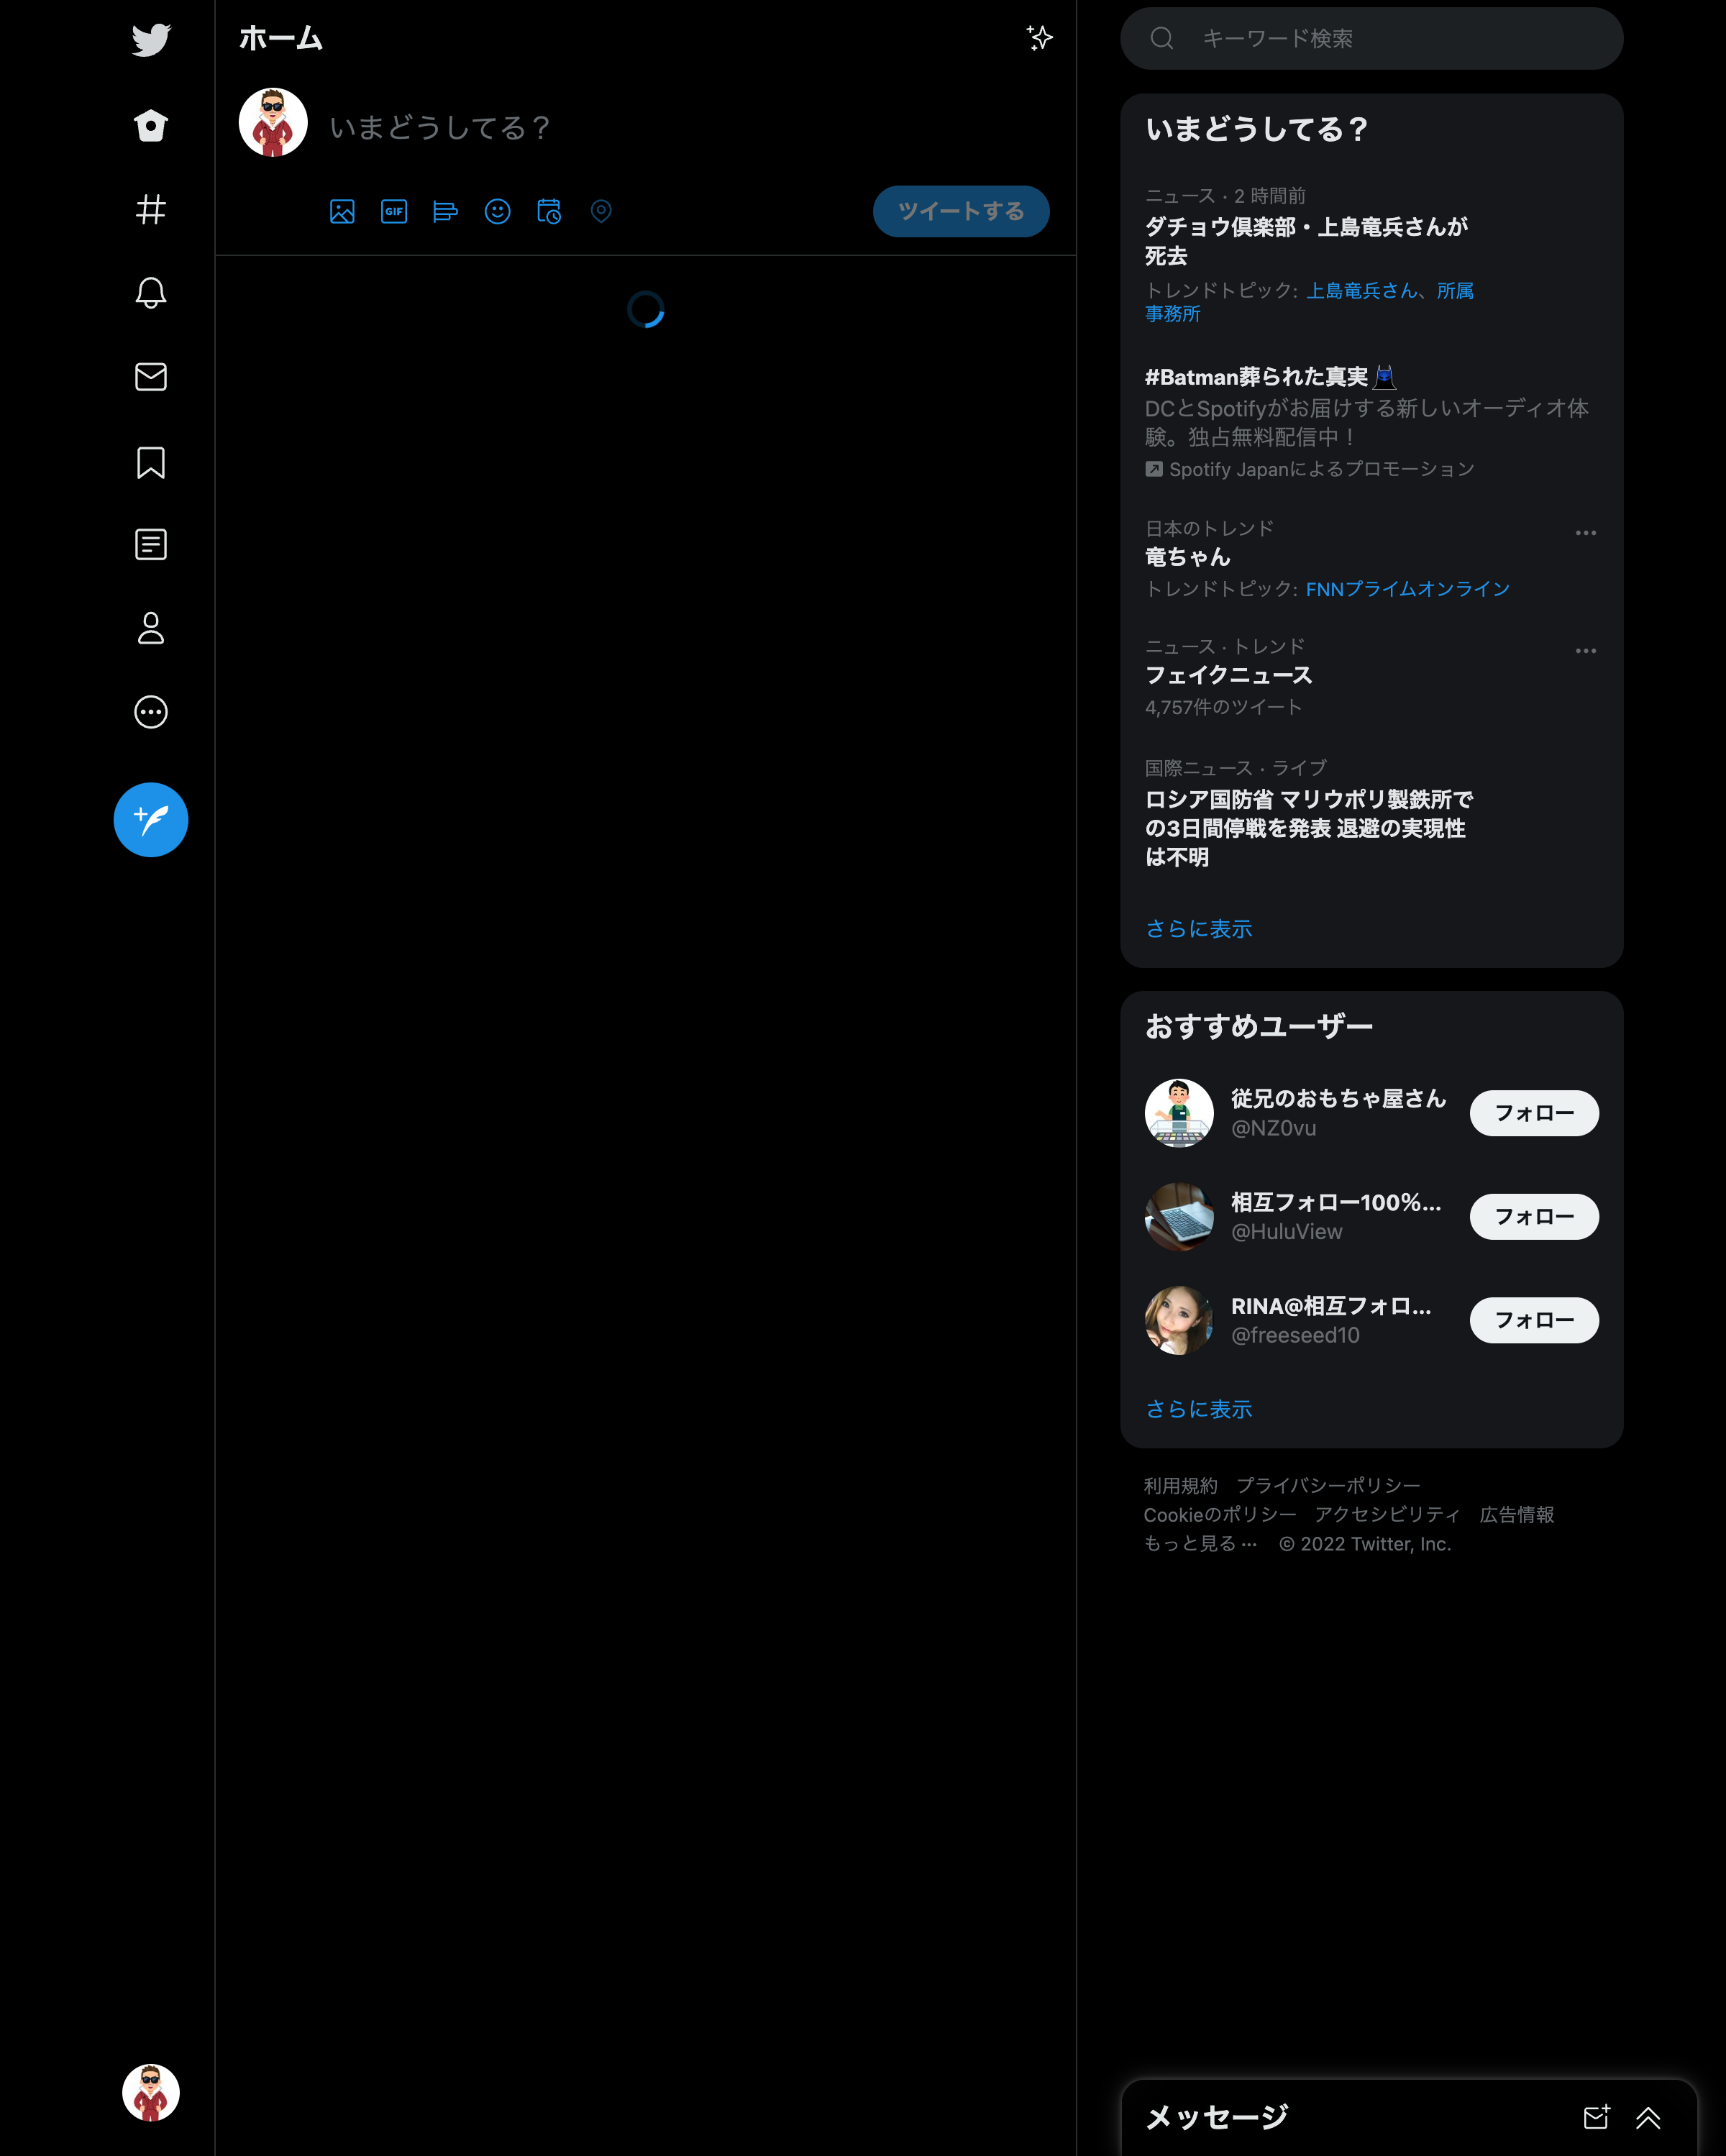 ホーム
いまどうしてる？
GIF
ツイートする
キーワード検索
いまどうしてる？
ニュース · 2 時間前
ダチョウ倶楽部・上島竜兵さんが
死去
トレンドトピック: 上島竜兵さん、所属
事務所
#Batman葬られた真実
DCとSpotifyがお届けする新しいオーディオ体
験。独占無料配信中！
Spotify Japanによるプロモーション
日本のトレンド
竜ちゃん
トレンドトピック: FNNプライムオンライン
ニュース · トレンド
フェイクニュース
4,757件のツイート
国際ニュース · ライブ
ロシア国防省 マリウポリ製鉄所で
の3日間停戦を発表 退避の実現性
は不明
さらに表示
おすすめユーザー
従兄のおもちゃ屋さん
@NZ0vu
フォロー
相互フォロー100%...
@HuluView
フォロー
RINA@相互フォロ...
@freeseed10
フォロー
さらに表示
利用規約 プライバシーポリシー
Cookieのポリシー アクセシビリティ 広告情報
もっと見る ··· © 2022 Twitter, Inc.
メッセージ